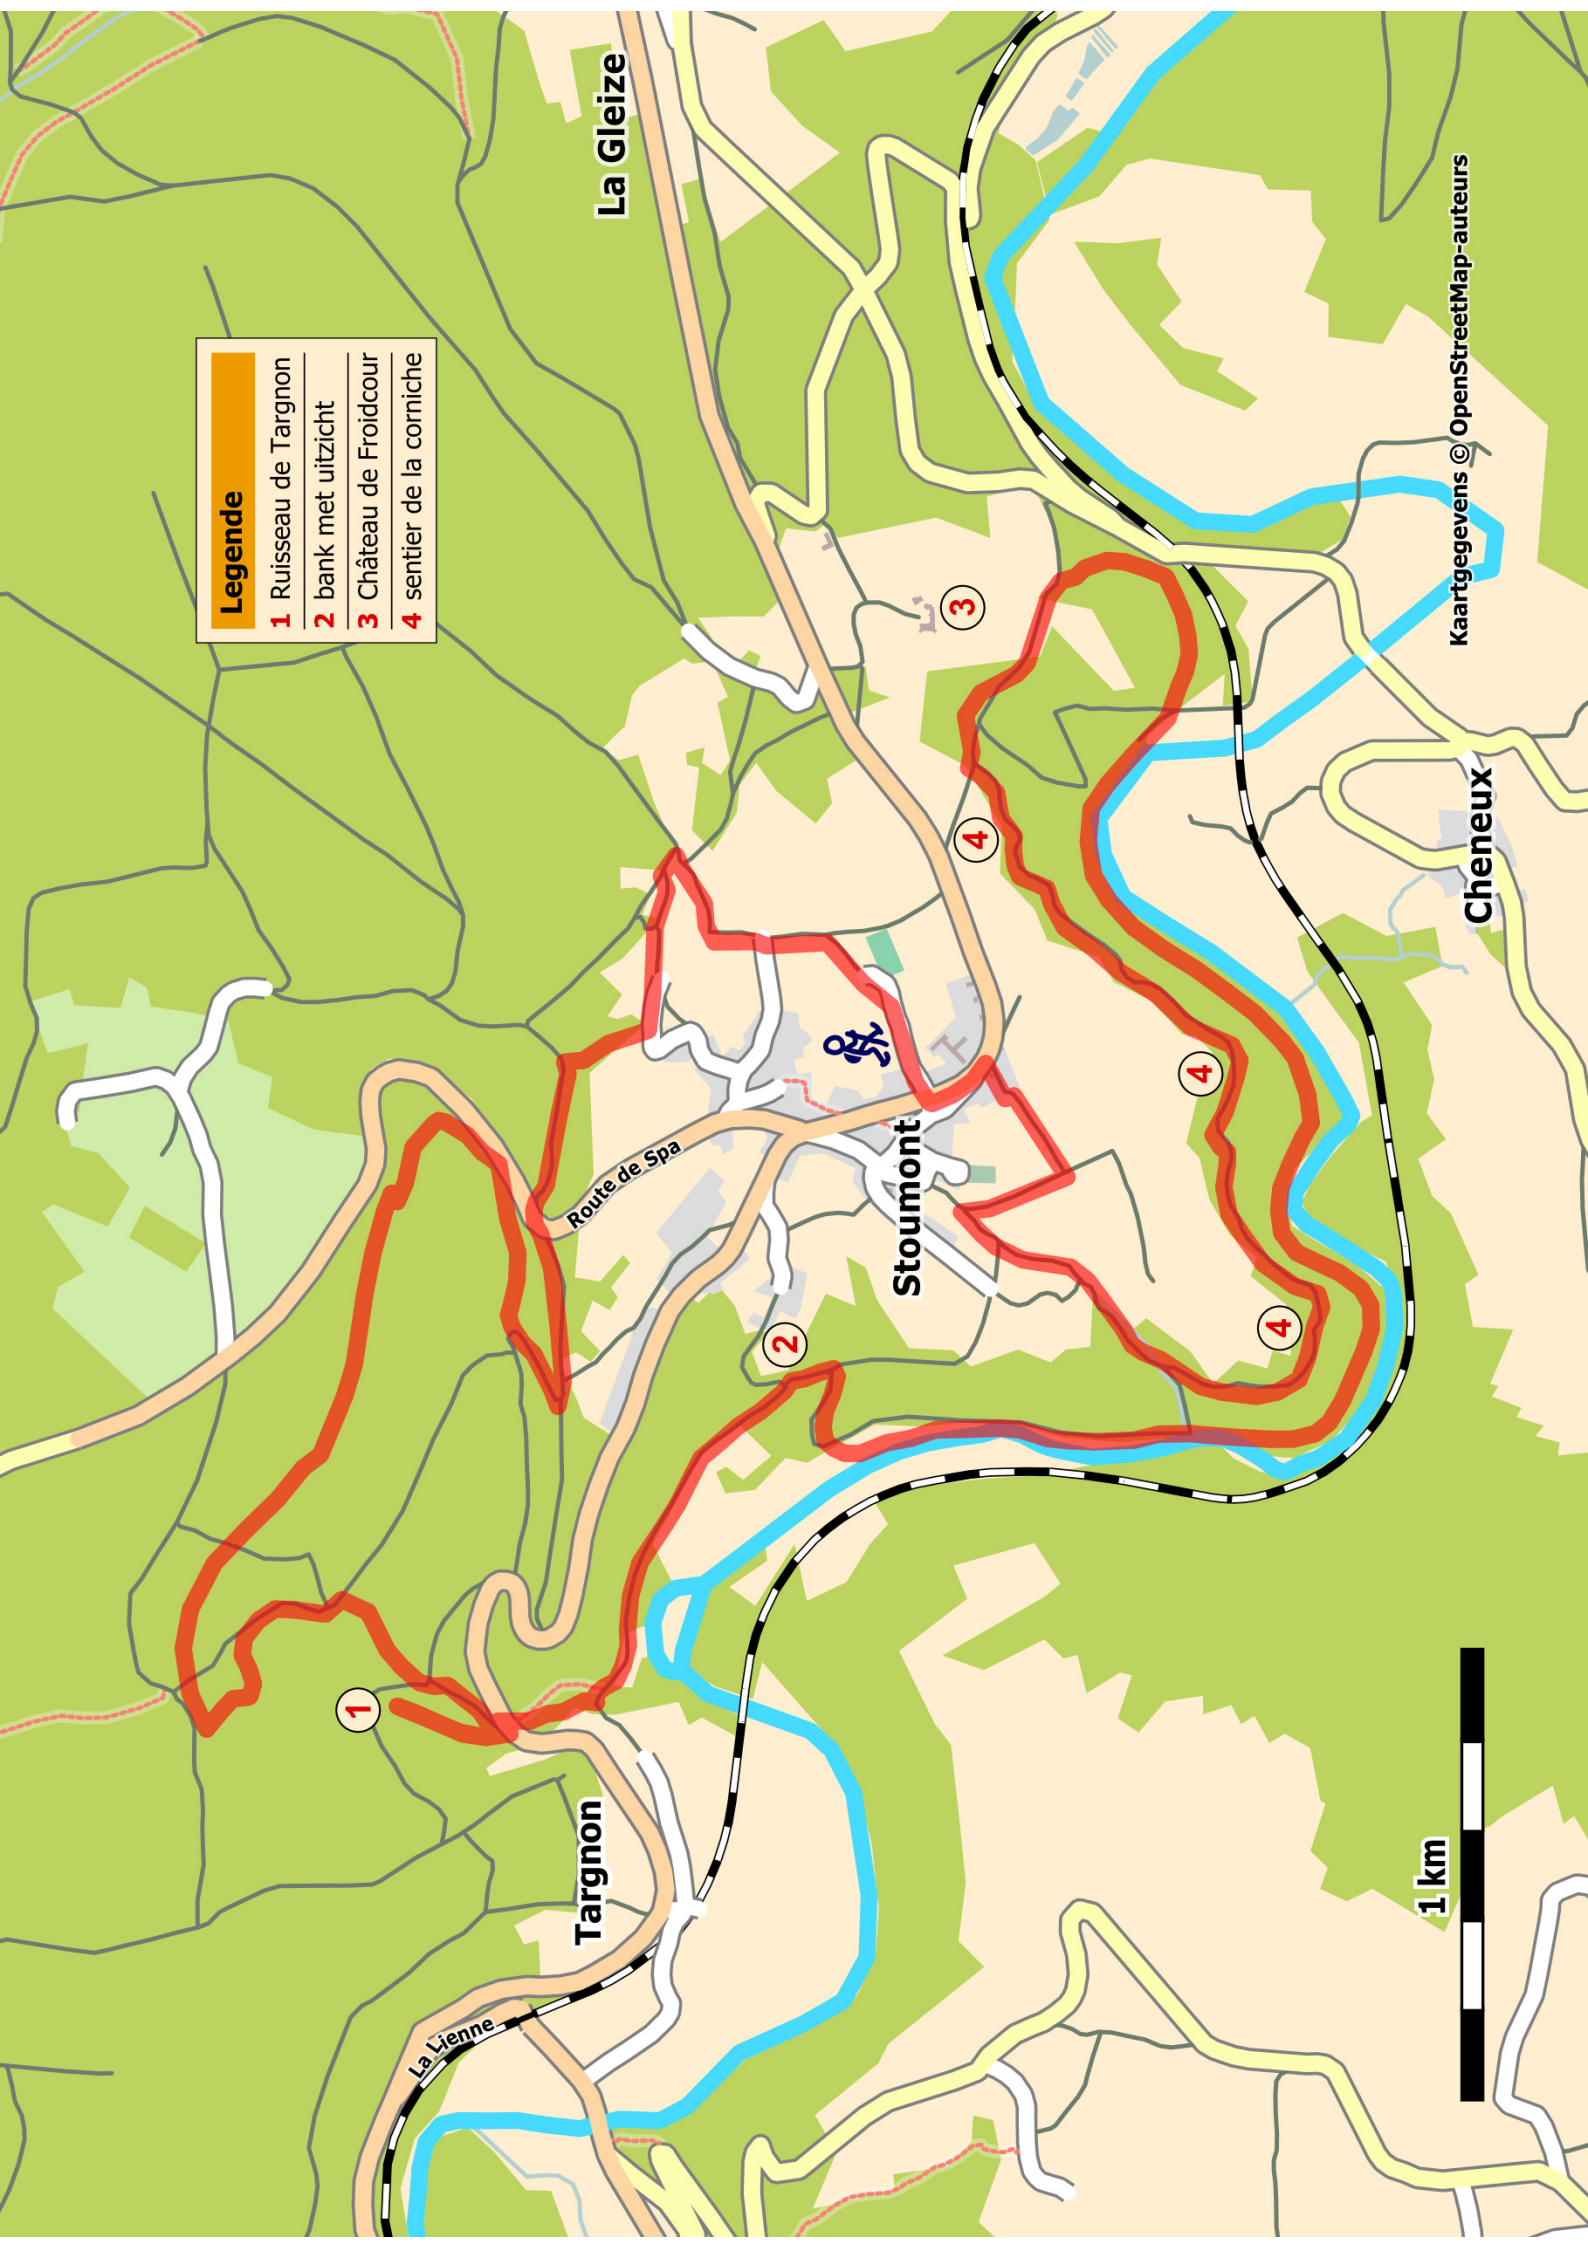 Legende
1 Ruisseau de Targnon
2 bank met uitzicht
3 Château de Froidcour
4 sentier de la corniche
La Gleize
1
Route de Spa
2
Stoumont
3
4
4
4
Targnon
La Lienne
Cheneux
1 km
Kaartgegevens © OpenStreetMap-auteurs